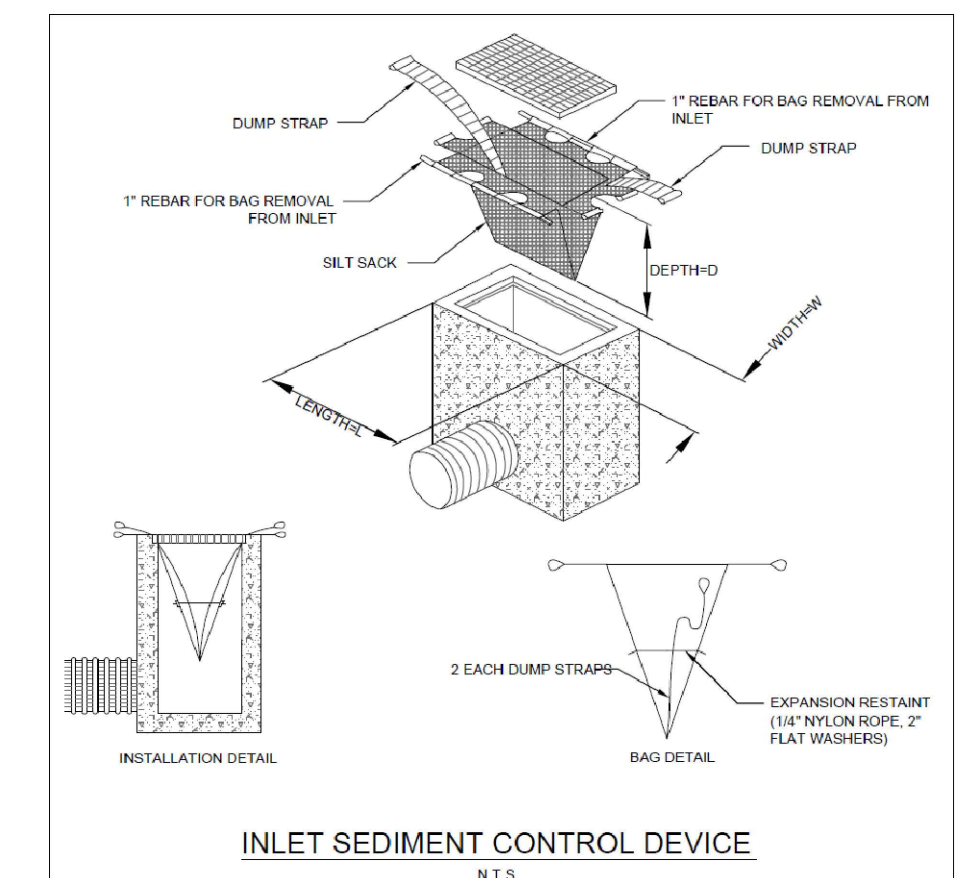 DUMP STRAP
1" REBAR FOR BAG REMOVAL FROM
INLET
DUMP STRAP
1" REBAR FOR BAG REMOVAL
FROM INLET
SILT SACK
DEPTH=D
WIDTH=W
LENGTH=L
2 EACH DUMP STRAPS
EXPANSION RESTAINT
(1/4" NYLON ROPE, 2"
FLAT WASHERS)
INSTALLATION DETAIL
BAG DETAIL
INLET SEDIMENT CONTROL DEVICE
N.T.S.